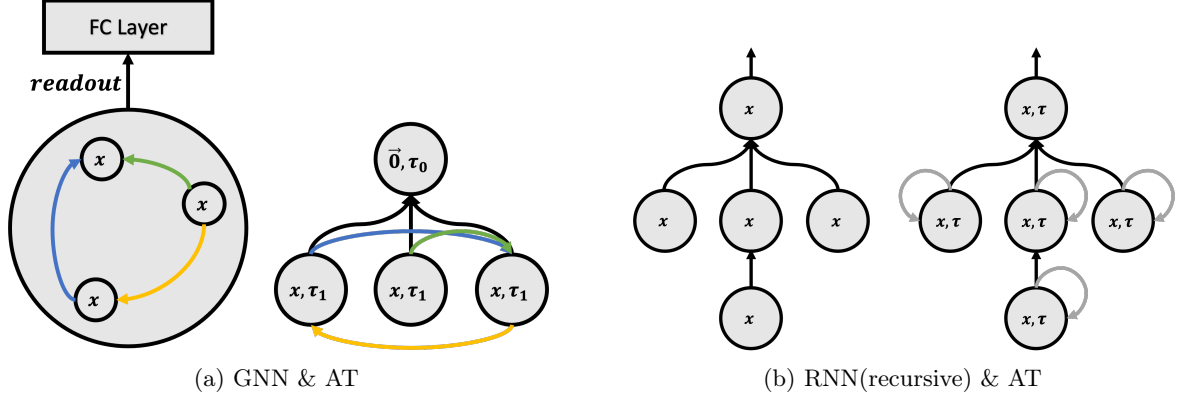 FC Layer
readout
x
x
x
0⃗, τ₀
x, τ₁
x, τ₁
x, τ₁
(a) GNN & AT
x
x
x
x
x
x, τ
x, τ
x, τ
x, τ
x, τ
(b) RNN(recursive) & AT